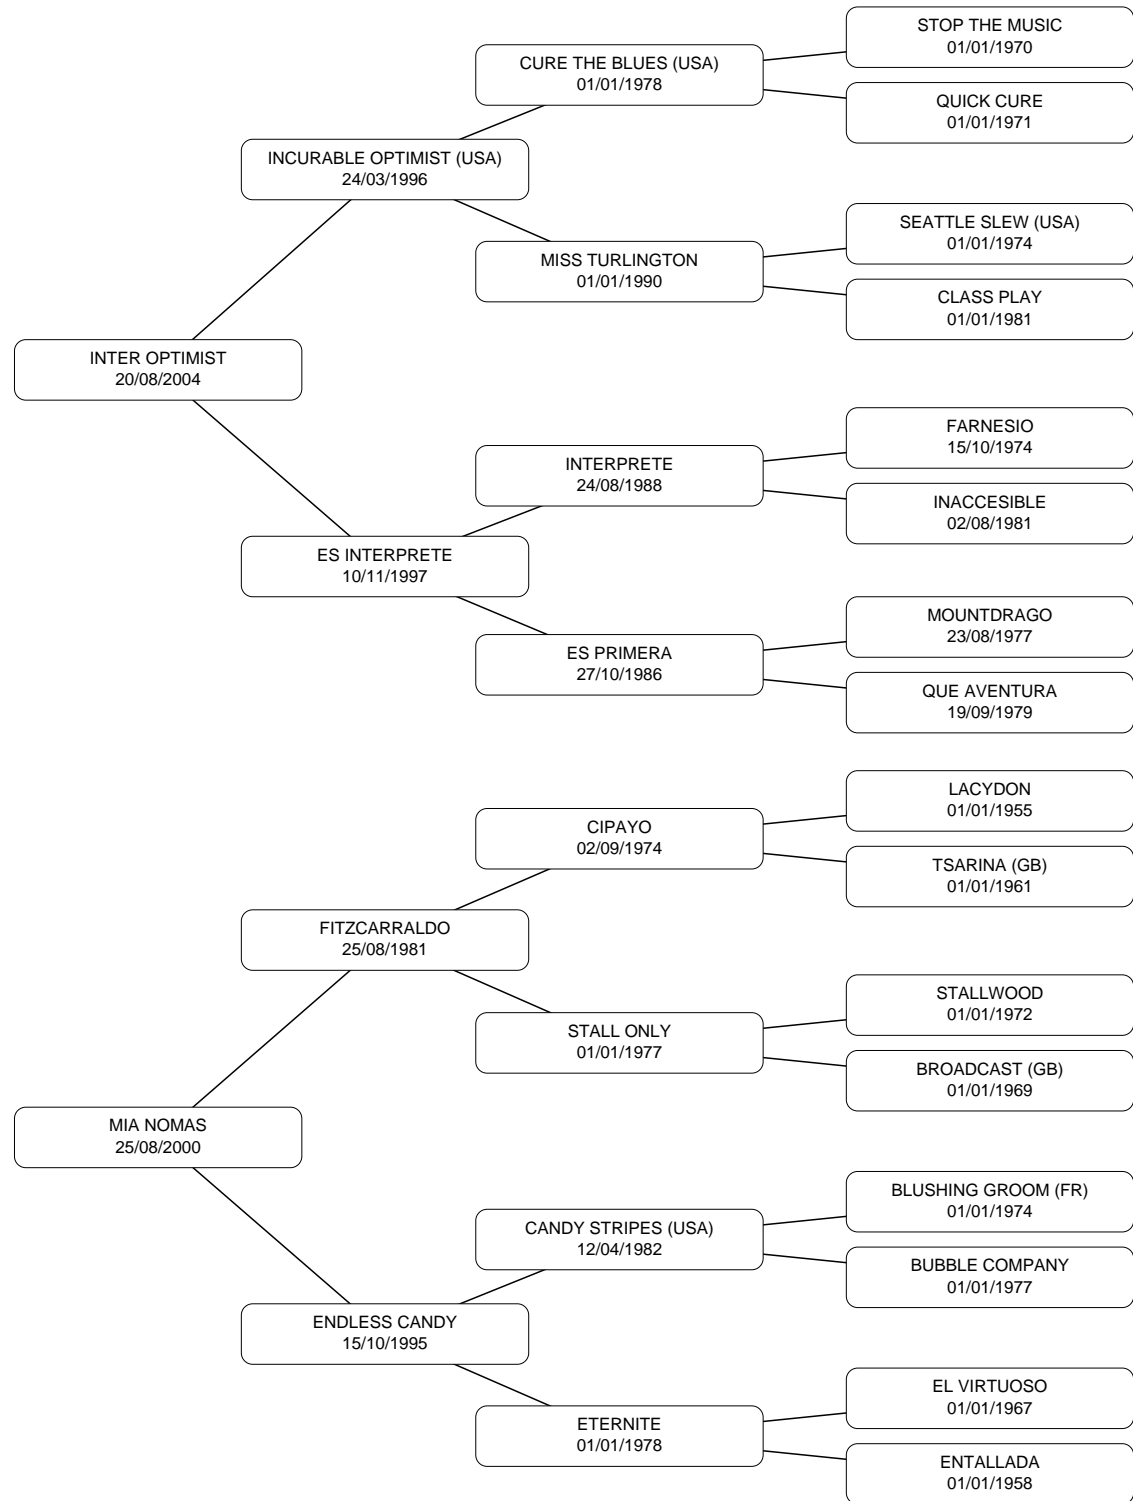 STOP THE MUSIC
01/01/1970
CURE THE BLUES (USA)
01/01/1978
QUICK CURE
01/01/1971
INCURABLE OPTIMIST (USA)
24/03/1996
SEATTLE SLEW (USA)
01/01/1974
MISS TURLINGTON
01/01/1990
CLASS PLAY
01/01/1981
INTER OPTIMIST
20/08/2004
FARNESIO
15/10/1974
INTERPRETE
24/08/1988
INACCESIBLE
02/08/1981
ES INTERPRETE
10/11/1997
MOUNTDRAGO
23/08/1977
ES PRIMERA
27/10/1986
QUE AVENTURA
19/09/1979
LACYDON
01/01/1955
CIPAYO
02/09/1974
TSARINA (GB)
01/01/1961
FITZCARRALDO
25/08/1981
STALLWOOD
01/01/1972
STALL ONLY
01/01/1977
BROADCAST (GB)
01/01/1969
MIA NOMAS
25/08/2000
BLUSHING GROOM (FR)
01/01/1974
CANDY STRIPES (USA)
12/04/1982
BUBBLE COMPANY
01/01/1977
ENDLESS CANDY
15/10/1995
EL VIRTUOSO
01/01/1967
ETERNITE
01/01/1978
ENTALLADA
01/01/1958